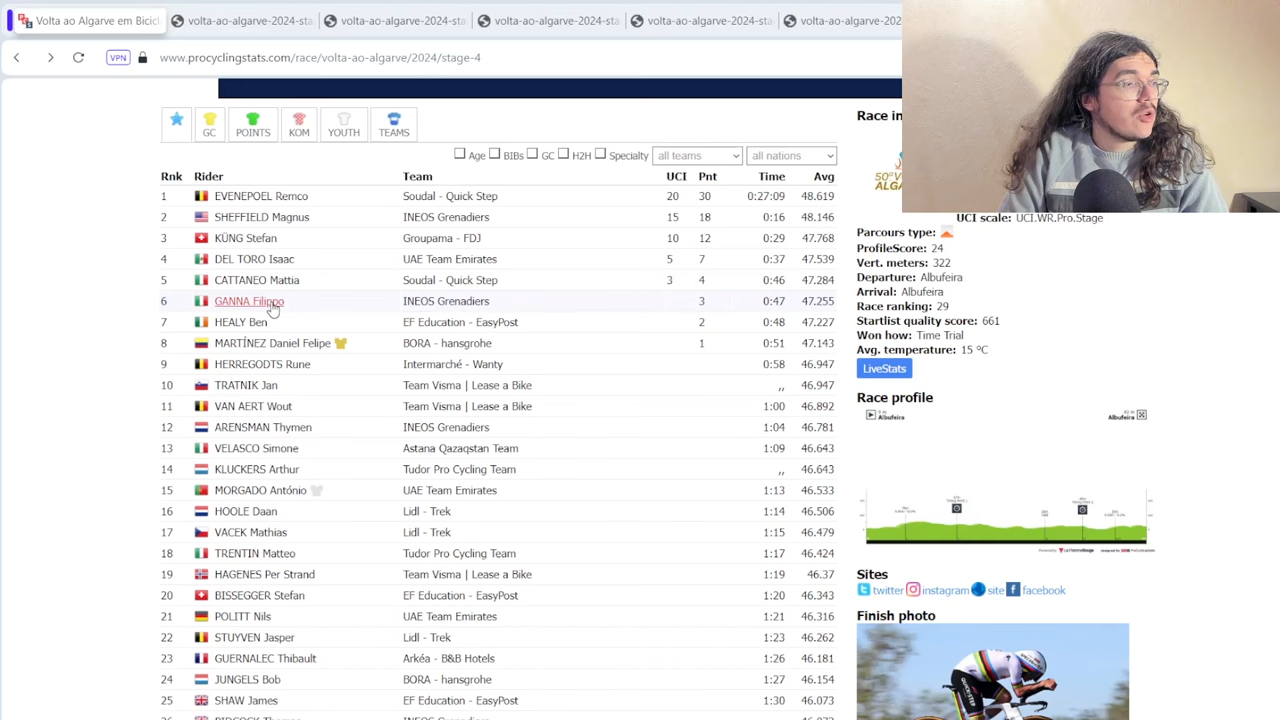 Volta ao Algarve em Bicicl
volta-ao-algarve-2024-sta
volta-ao-algarve-2024-sta
volta-ao-algarve-2024-sta
volta-ao-algarve-2024-sta
volta-ao-algarve-202
VPN www.procyclingstats.com/race/volta-ao-algarve/2024/stage-4
GC POINTS KOM YOUTH TEAMS
Age BIBs GC H2H Specialty all teams all nations
Rnk Rider Team UCI Pnt Time Avg
1 EVENEPOEL Remco Soudal - Quick Step 20 30 0:27:09 48.619
2 SHEFFIELD Magnus INEOS Grenadiers 15 18 0:16 48.146
3 KÜNG Stefan Groupama - FDJ 10 12 0:29 47.768
4 DEL TORO Isaac UAE Team Emirates 5 7 0:37 47.539
5 CATTANEO Mattia Soudal - Quick Step 3 4 0:46 47.284
6 GANNA Filippo INEOS Grenadiers 3 0:47 47.255
7 HEALY Ben EF Education - EasyPost 2 0:48 47.227
8 MARTÍNEZ Daniel Felipe BORA - hansgrohe 1 0:51 47.143
9 HERREGODTS Rune Intermarché - Wanty 0:58 46.947
10 TRATNIK Jan Team Visma | Lease a Bike ,, 46.947
11 VAN AERT Wout Team Visma | Lease a Bike 1:00 46.892
12 ARENSMAN Thymen INEOS Grenadiers 1:04 46.781
13 VELASCO Simone Astana Qazaqstan Team 1:09 46.643
14 KLUCKERS Arthur Tudor Pro Cycling Team ,, 46.643
15 MORGADO António UAE Team Emirates 1:13 46.533
16 HOOLE Daan Lidl - Trek 1:14 46.506
17 VACEK Mathias Lidl - Trek 1:15 46.479
18 TRENTIN Matteo Tudor Pro Cycling Team 1:17 46.424
19 HAGENES Per Strand Team Visma | Lease a Bike 1:19 46.37
20 BISSEGGER Stefan EF Education - EasyPost 1:20 46.343
21 POLITT Nils UAE Team Emirates 1:21 46.316
22 STUYVEN Jasper Lidl - Trek 1:23 46.262
23 GUERNALEC Thibault Arkéa - B&B Hotels 1:26 46.181
24 JUNGELS Bob BORA - hansgrohe 1:27 46.154
25 SHAW James EF Education - EasyPost 1:30 46.073
Race in
50ª V
ALGA
UCI scale: UCI.WR.Pro.Stage
Parcours type:
ProfileScore: 24
Vert. meters: 322
Departure: Albufeira
Arrival: Albufeira
Race ranking: 29
Startlist quality score: 661
Won how: Time Trial
Avg. temperature: 15 °C
LiveStats
Race profile
Albufeira
Albufeira
Sites
twitter instagram site facebook
Finish photo